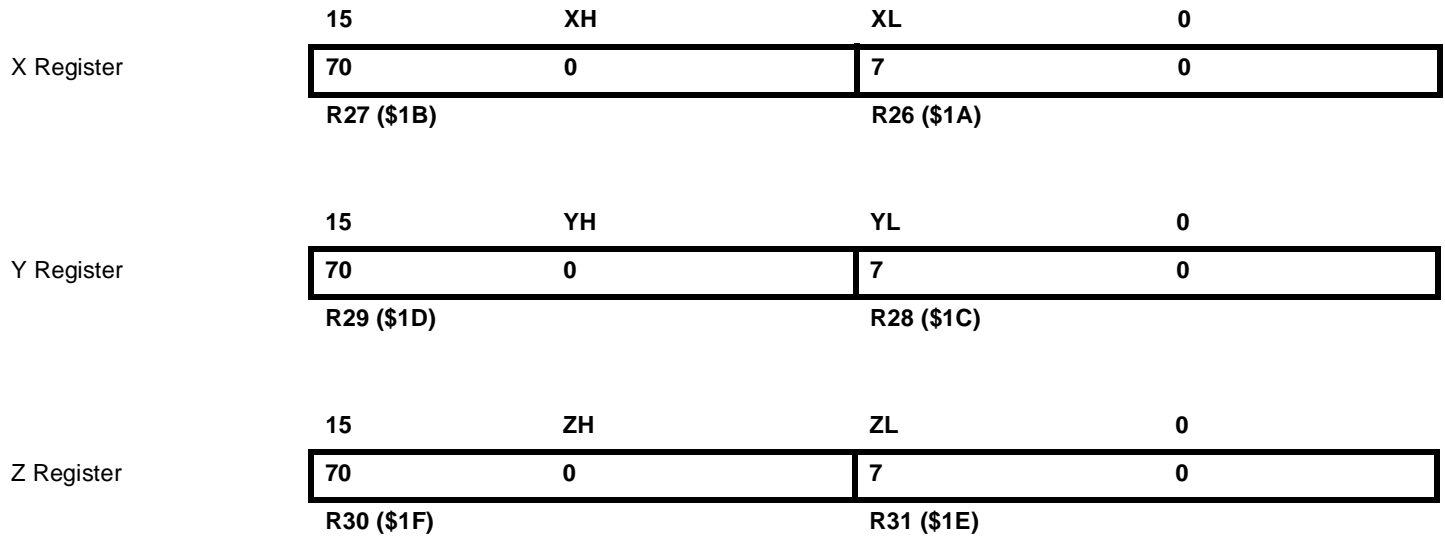 15 XH XL 0
X Register 70 0 7 0
R27 ($1B) R26 ($1A)
15 YH YL 0
Y Register 70 0 7 0
R29 ($1D) R28 ($1C)
15 ZH ZL 0
Z Register 70 0 7 0
R30 ($1F) R31 ($1E)